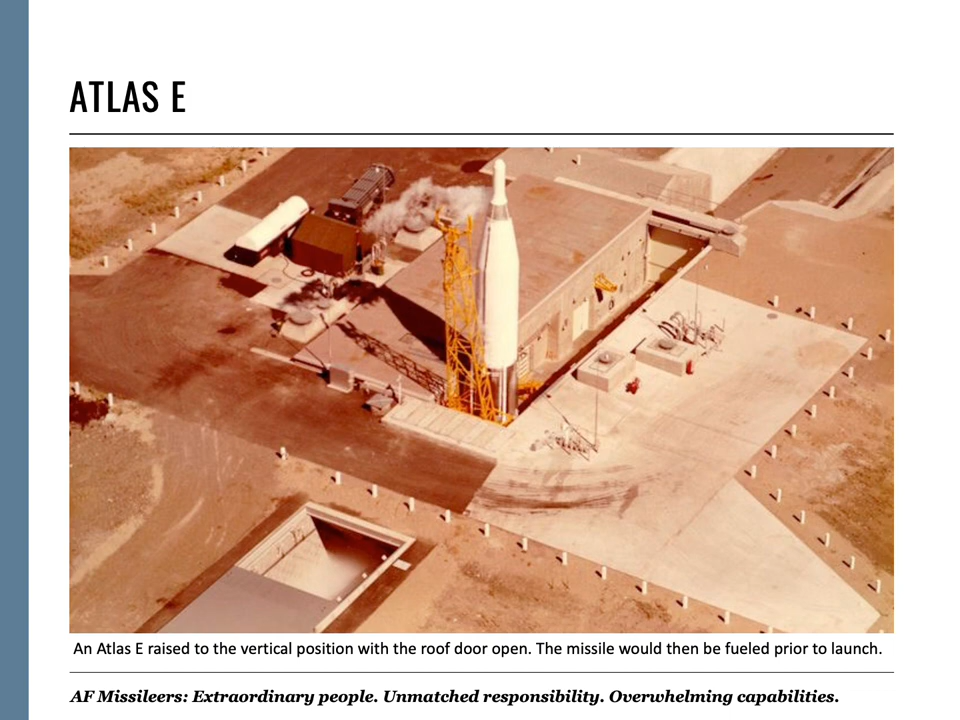 ATLAS E
An Atlas E raised to the vertical position with the roof door open. The missile would then be fueled prior to launch.
AF Missileers: Extraordinary people. Unmatched responsibility. Overwhelming capabilities.